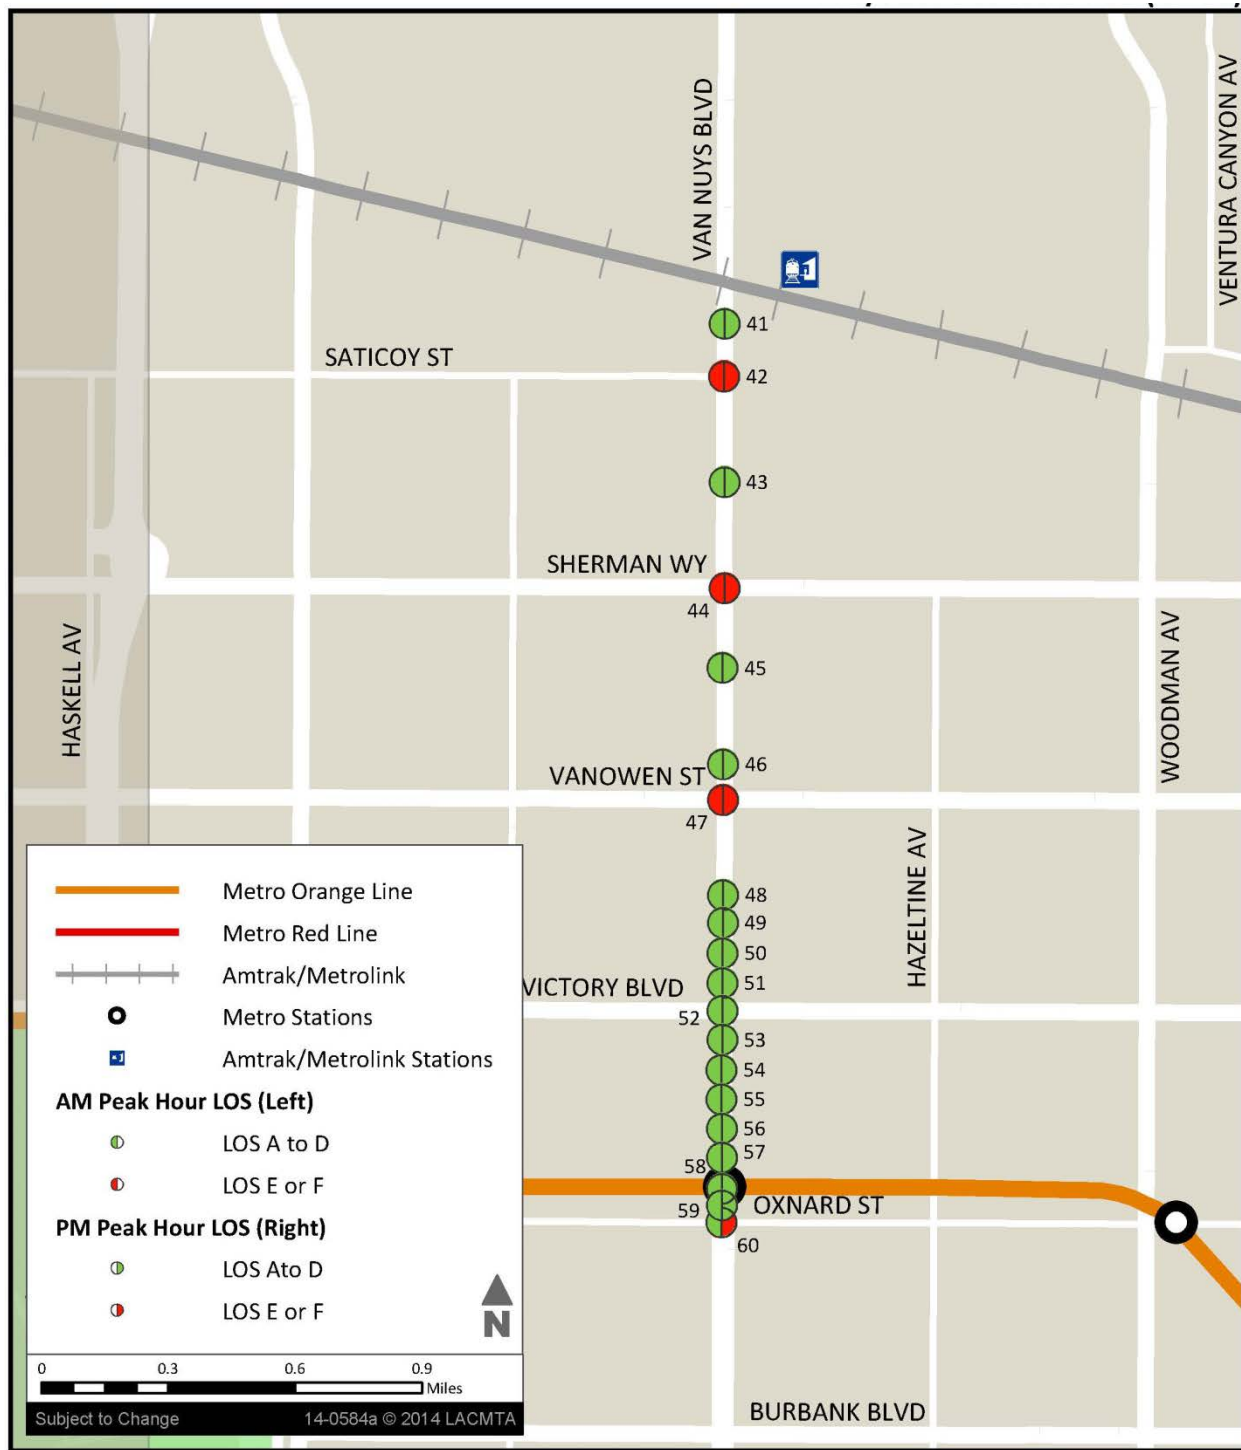 VAN NUYS BLVD
VENTURA CANYON AV
41
SATICOY ST
42
43
SHERMAN WY
44
HASKELL AV
WOODMAN AV
45
46
VANOWEN ST
47
HAZELTINE AV
48
49
50
51
VICTORY BLVD
52
53
54
55
56
57
58
59
OXNARD ST
60
Metro Orange Line
Metro Red Line
Amtrak/Metrolink
Metro Stations
Amtrak/Metrolink Stations
AM Peak Hour LOS (Left)
LOS A to D
LOS E or F
PM Peak Hour LOS (Right)
LOS Ato D
LOS E or F
N
0 0.3 0.6 0.9
Miles
Subject to Change 14-0584a © 2014 LACMTA
BURBANK BLVD